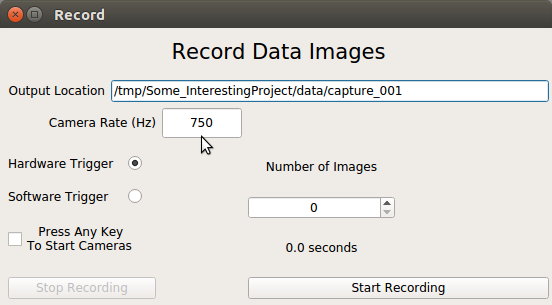 Record
Record Data Images
Output Location /tmp/Some_InterestingProject/data/capture_001
Camera Rate (Hz) 750
Hardware Trigger
Number of Images
Software Trigger
0
Press Any Key
To Start Cameras
0.0 seconds
Stop Recording
Start Recording